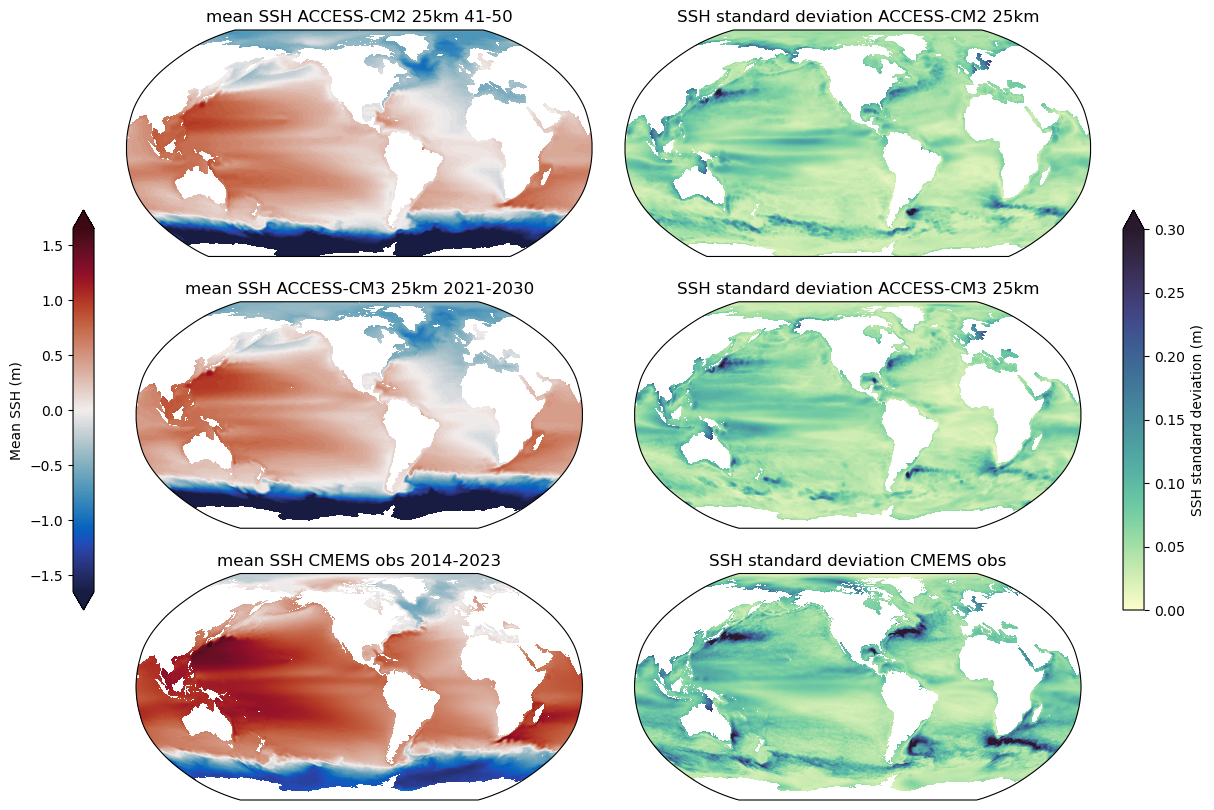 mean SSH ACCESS-CM2 25km 41-50
SSH standard deviation ACCESS-CM2 25km
mean SSH ACCESS-CM3 25km 2021-2030
SSH standard deviation ACCESS-CM3 25km
mean SSH CMEMS obs 2014-2023
SSH standard deviation CMEMS obs
Mean SSH (m)
1.5
1.0
0.5
0.0
−0.5
−1.0
−1.5
0.30
0.25
0.20
0.15
0.10
0.05
0.00
SSH standard deviation (m)